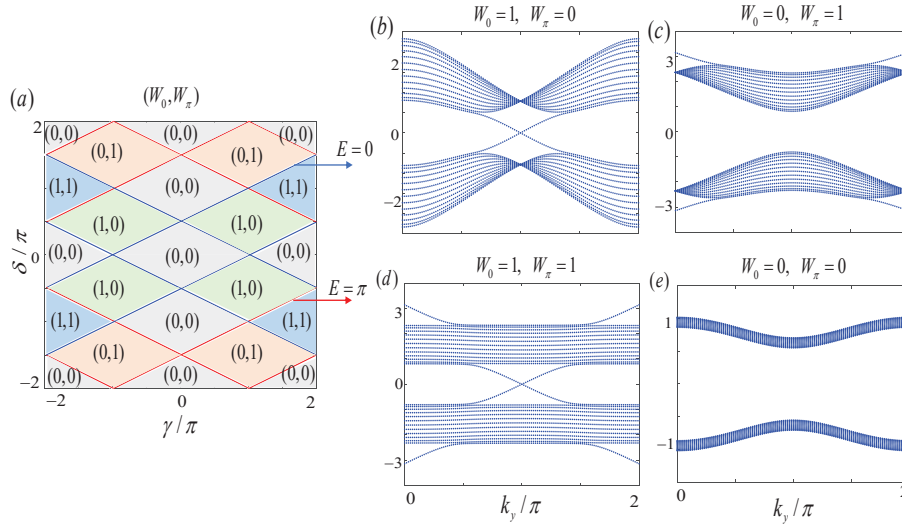 W₀=1, Wπ=0
W₀=0, Wπ=1
(a)
(W₀,Wπ)
(b)
(c)
2
(0,0) (0,0) (0,0)
(0,1) (0,1)
E=0
(1,1) (0,0) (1,1)
(1,0) (1,0)
δ/π
0
(0,0) (0,0) (0,0)
(1,0) (1,0)
E=π
(1,1) (0,0) (1,1)
(0,1) (0,1)
(0,0) (0,0) (0,0)
−2
−2 0 2
γ/π
2
0
−2
3
0
−3
W₀=1, Wπ=1
W₀=0, Wπ=0
(d)
(e)
3
0
−3
0 2
k_y/π
1
−1
0 2
k_y/π